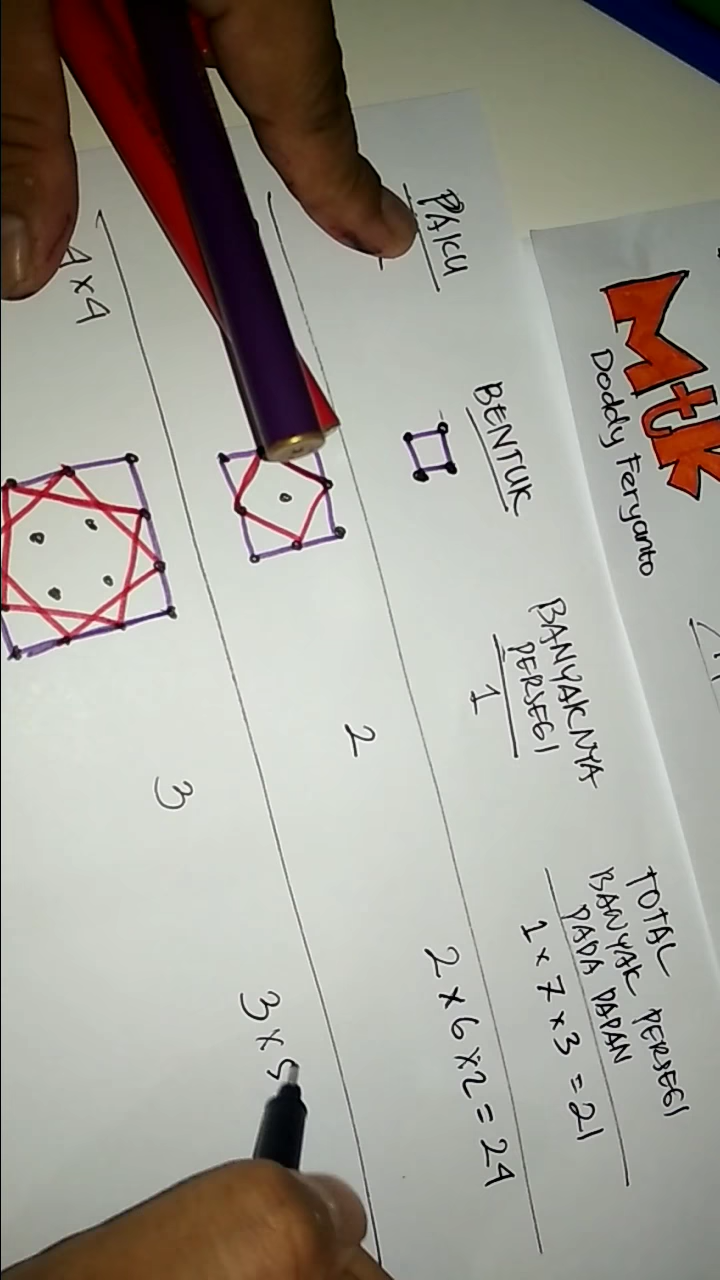 Mtk
Doddy Feryanto
PAKU
BENTUK
BANYAKNYA
PERSEGI
TOTAL
BANYAK PERSEGI
PADA PAPAN
1
1 x 7 x 3 = 21
2
2 x 6 x 2 = 24
4 x 4
3
3 x 5